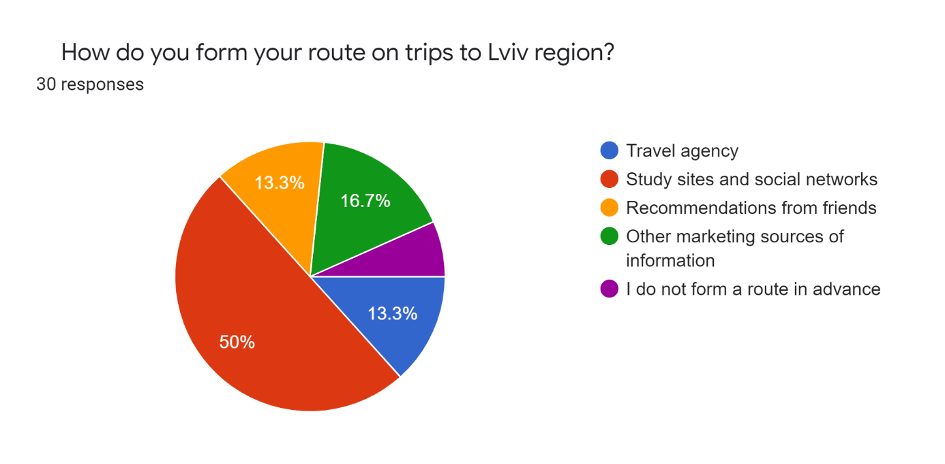 How do you form your route on trips to Lviv region?
30 responses
13.3%
16.7%
13.3%
50%
Travel agency
Study sites and social networks
Recommendations from friends
Other marketing sources of
information
I do not form a route in advance